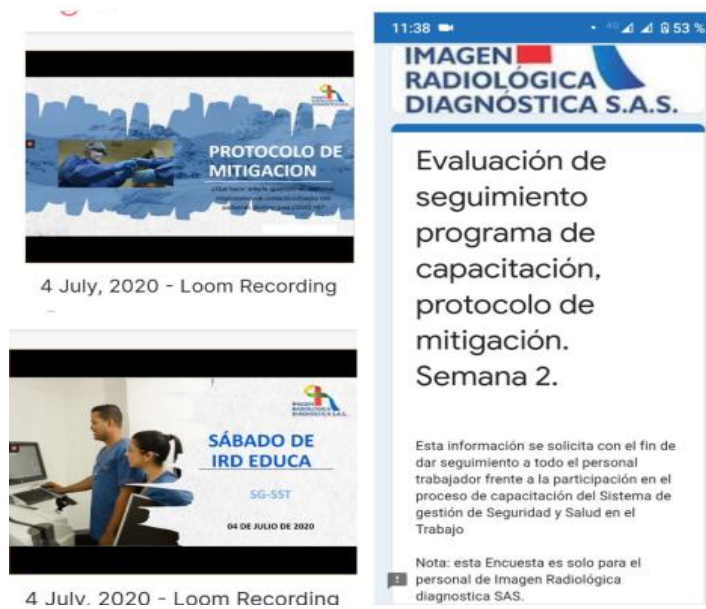 PROTOCOLO DE
MITIGACION
4 July, 2020 - Loom Recording
IMAGEN
RADIOLÓGICA
DIAGNÓSTICA S.A.S.
SÁBADO DE
IRD EDUCA
SG-SST
04 DE JULIO DE 2020
4 July, 2020 - Loom Recording
11:38
4G
53 %
IMAGEN
RADIOLÓGICA
DIAGNÓSTICA S.A.S.
Evaluación de
seguimiento
programa de
capacitación,
protocolo de
mitigación.
Semana 2.
Esta información se solicita con el fin de
dar seguimiento a todo el personal
trabajador frente a la participación en el
proceso de capacitación del Sistema de
gestión de Seguridad y Salud en el
Trabajo
Nota: esta Encuesta es solo para el
personal de Imagen Radiológica
diagnostica SAS.